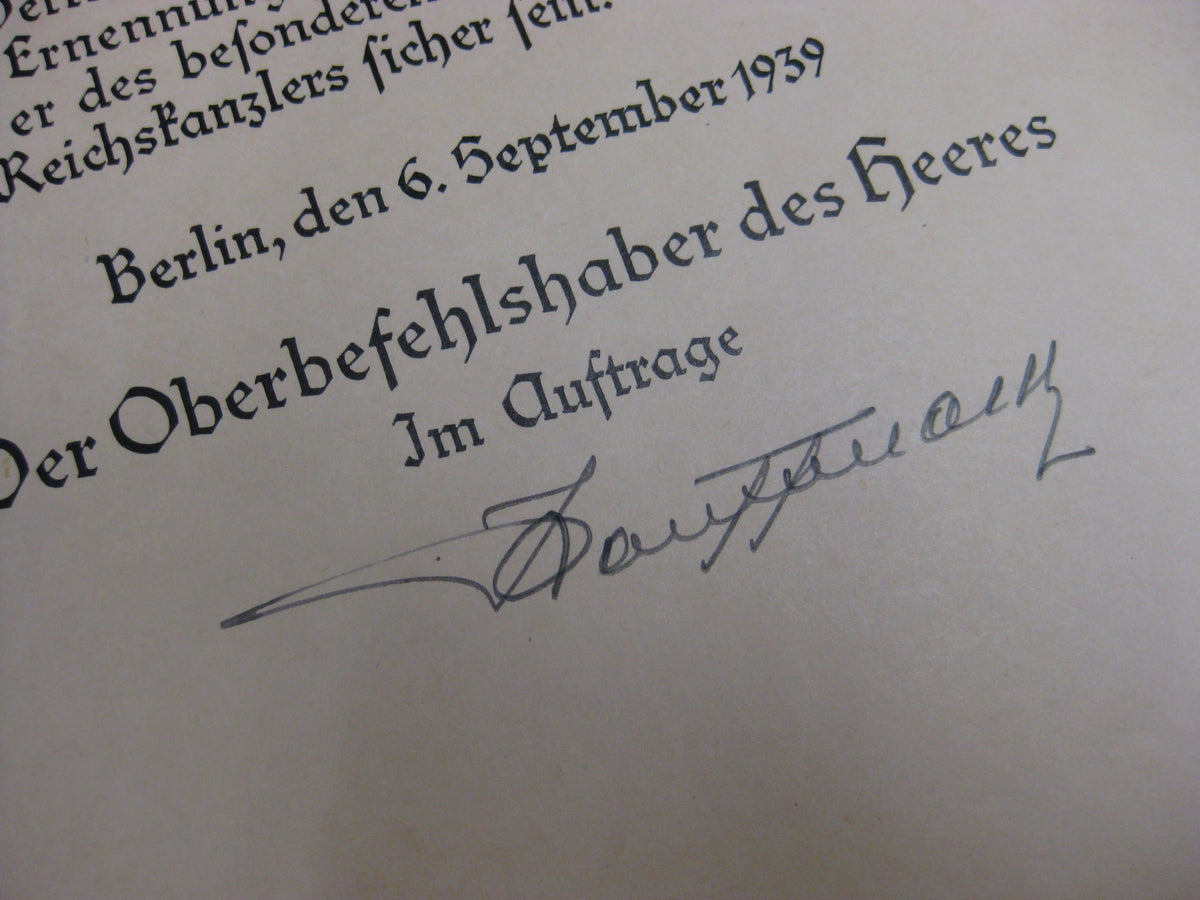 Ernennung
er des beſonderen
Reichskanzlers ſicher ſein.
Berlin, den 6. September 1939
Der Oberbefehlshaber des Heeres
Im Auftrage